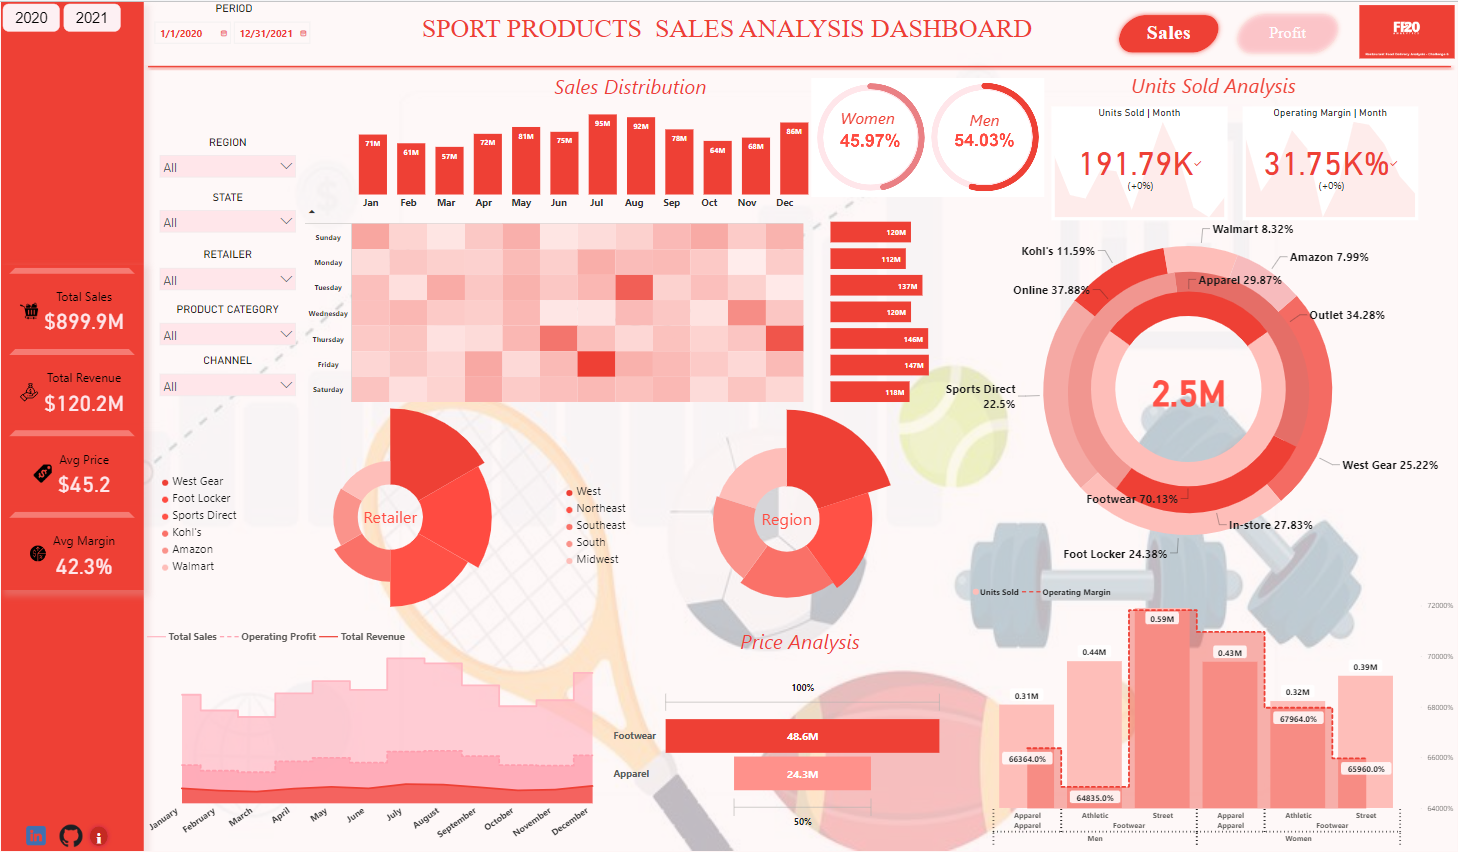 2020
2021
PERIOD
1/1/2020
12/31/2021
SPORT PRODUCTS SALES ANALYSIS DASHBOARD
Sales
Profit
FP20
Total Sales
$899.9M
Total Revenue
$120.2M
Avg Price
$45.2
Avg Margin
42.3%
REGION
All
STATE
All
RETAILER
All
PRODUCT CATEGORY
All
CHANNEL
All
Sales Distribution
71M
61M
57M
72M
81M
75M
95M
92M
78M
64M
68M
86M
Jan Feb Mar Apr May Jun Jul Aug Sep Oct Nov Dec
Women
45.97%
Men
54.03%
Sunday
Monday
Tuesday
Wednesday
Thursday
Friday
Saturday
120M
112M
137M
120M
146M
147M
118M
Units Sold Analysis
Units Sold | Month
191.79K
(+0%)
Operating Margin | Month
31.75K%
(+0%)
Walmart 8.32%
Kohl's 11.59%
Amazon 7.99%
Apparel 29.87%
Online 37.88%
Outlet 34.28%
Sports Direct
22.5%
2.5M
West Gear 25.22%
Footwear 70.13%
In-store 27.83%
Foot Locker 24.38%
West Gear
Foot Locker
Sports Direct
Kohl's
Amazon
Walmart
Retailer
West
Northeast
Southeast
South
Midwest
Region
Total Sales Operating Profit Total Revenue
January February March April May June July August September October November December
Price Analysis
100%
Footwear
48.6M
Apparel
24.3M
50%
Units Sold Operating Margin
72000%
70000%
68000%
66000%
64000%
0.31M
0.44M
0.59M
0.43M
0.32M
0.39M
66364.0%
64835.0%
67964.0%
65960.0%
Apparel Athletic Street Apparel Athletic Street
Apparel Footwear Apparel Footwear
Men Women
in
i